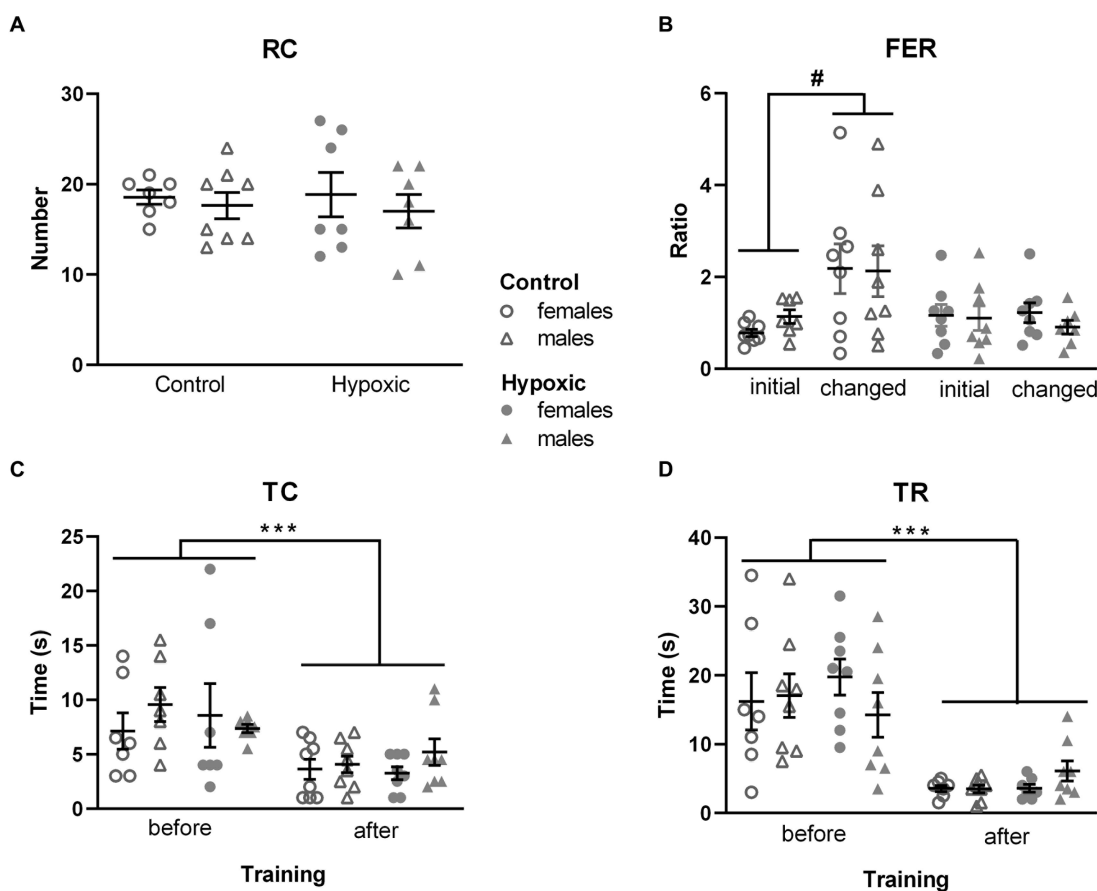 A
RC
30
20
10
0
Number
Control
Hypoxic
Control
females
males
Hypoxic
females
males
B
FER
#
6
4
2
0
Ratio
initial
changed
initial
changed
C
TC
***
25
20
15
10
5
0
Time (s)
before
after
Training
D
TR
***
40
30
20
10
0
Time (s)
before
after
Training